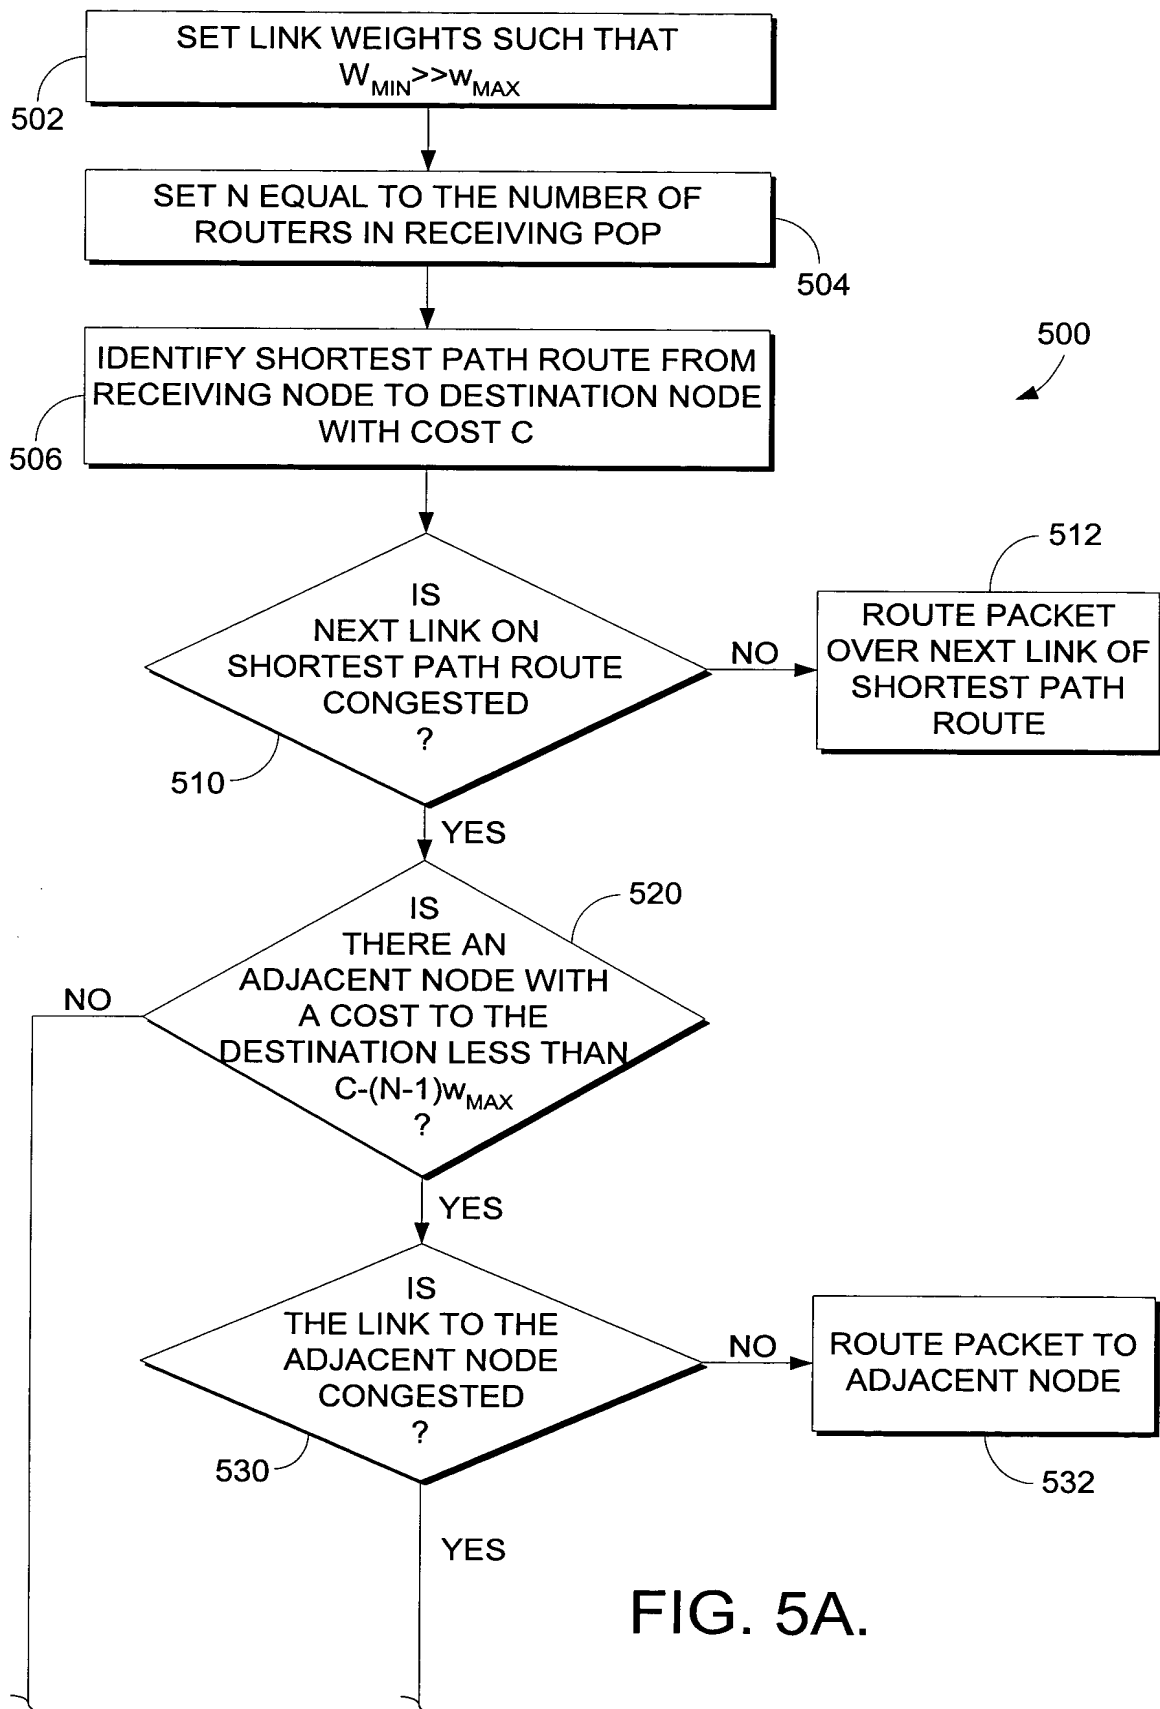 SET LINK WEIGHTS SUCH THAT
W_MIN>>w_MAX
502
SET N EQUAL TO THE NUMBER OF
ROUTERS IN RECEIVING POP
504
IDENTIFY SHORTEST PATH ROUTE FROM
RECEIVING NODE TO DESTINATION NODE
WITH COST C
506
500
IS
NEXT LINK ON
SHORTEST PATH ROUTE
CONGESTED
?
510
NO
512
ROUTE PACKET
OVER NEXT LINK OF
SHORTEST PATH
ROUTE
YES
520
IS
THERE AN
ADJACENT NODE WITH
A COST TO THE
DESTINATION LESS THAN
C-(N-1)w_MAX
?
NO
YES
IS
THE LINK TO THE
ADJACENT NODE
CONGESTED
?
530
NO
ROUTE PACKET TO
ADJACENT NODE
532
YES
FIG. 5A.